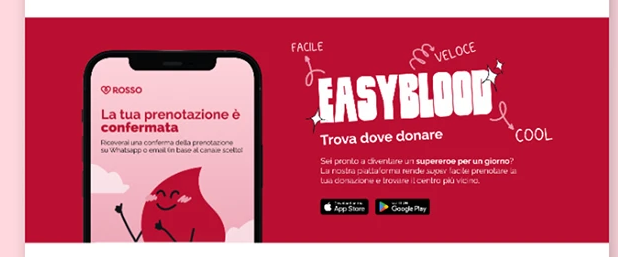 ROSSO
La tua prenotazione è
confermata
Riceverai una conferma della prenotazione
su Whatsapp o email (in base al canale scelto)
FACILE
VELOCE
EASYBLOOD
COOL
Trova dove donare
Sei pronto a diventare un supereroe per un giorno?
La nostra piattaforma rende super facile prenotare la
tua donazione e trovare il centro più vicino.
App Store
Google Play